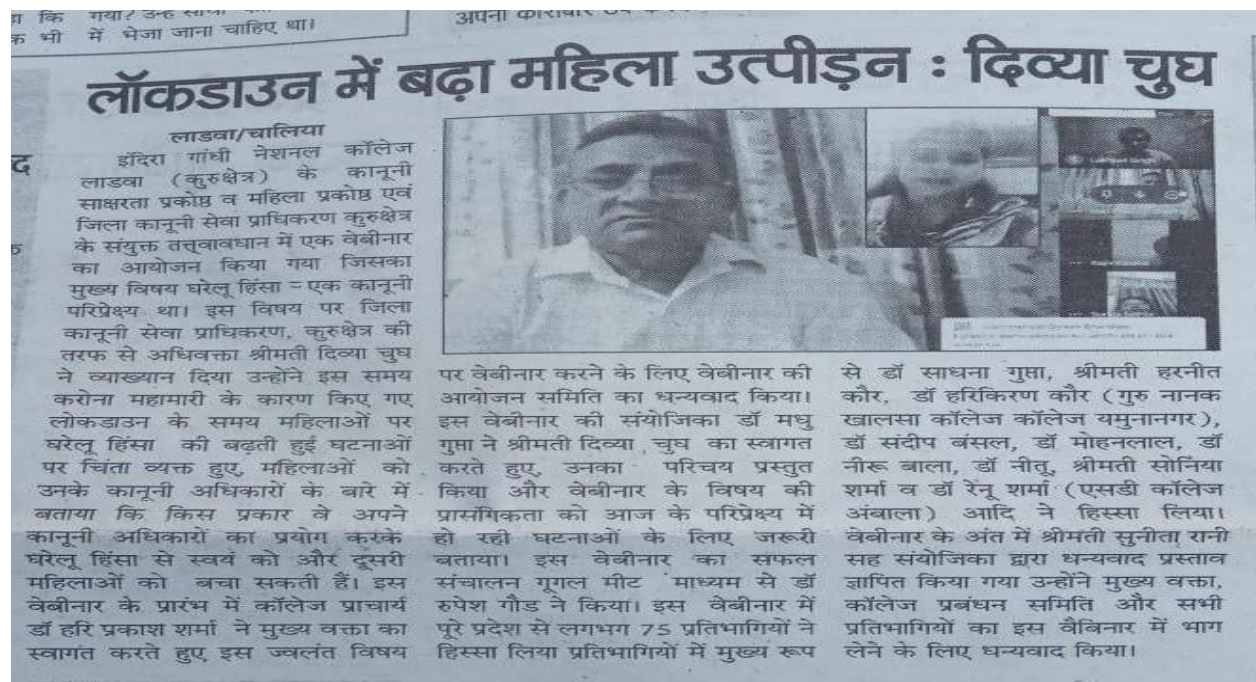 गया?
क भी में भेजा जाना चाहिए था।
अपना कारोबार
लॉकडाउन में बढ़ा महिला उत्पीड़न : दिव्या चुघ
लाडवा/चालिया
इंदिरा गांधी नेशनल कॉलेज
लाडवा (कुरुक्षेत्र) के कानूनी
साक्षरता प्रकोष्ठ व महिला प्रकोष्ठ एवं
जिला कानूनी सेवा प्राधिकरण कुरुक्षेत्र
के संयुक्त तत्त्वावधान में एक वेबीनार
का आयोजन किया गया जिसका
मुख्य विषय घरेलू हिंसा - एक कानूनी
परिप्रेक्ष्य था। इस विषय पर जिला
कानूनी सेवा प्राधिकरण, कुरुक्षेत्र की
तरफ से अधिवक्ता श्रीमती दिव्या चुघ
ने व्याख्यान दिया उन्होंने इस समय
करोना महामारी के कारण किए गए
लोकडाउन के समय महिलाओं पर
घरेलू हिंसा की बढ़ती हुई घटनाओं
पर चिंता व्यक्त हुए, महिलाओं को
उनके कानूनी अधिकारों के बारे में
बताया कि किस प्रकार वे अपने
कानूनी अधिकारों का प्रयोग करके
घरेलू हिंसा से स्वयं को और दूसरी
महिलाओं को बचा सकती हैं। इस
वेबीनार के प्रारंभ में कॉलेज प्राचार्य
डॉ हरि प्रकाश शर्मा ने मुख्य वक्ता का
स्वागत करते हुए इस ज्वलंत विषय
पर वेबीनार करने के लिए वेबीनार की
आयोजन समिति का धन्यवाद किया।
इस वेबीनार की संयोजिका डॉ मधु
गुप्ता ने श्रीमती दिव्या चुघ का स्वागत
करते हुए, उनका परिचय प्रस्तुत
किया और वेबीनार के विषय की
प्रासंगिकता को आज के परिप्रेक्ष्य में
हो रही घटनाओं के लिए जरूरी
बताया। इस वेबीनार का सफल
संचालन गूगल मीट माध्यम से डॉ
रुपेश गौड ने किया। इस वेबीनार में
पूरे प्रदेश से लगभग 75 प्रतिभागियों ने
हिस्सा लिया प्रतिभागियों में मुख्य रूप
से डॉ साधना गुप्ता, श्रीमती हरनीत
कौर, डॉ हरिकिरण कौर (गुरु नानक
खालसा कॉलेज कॉलेज यमुनानगर),
डॉ संदीप बंसल, डॉ मोहनलाल, डॉ
नीरू बाला, डॉ नीतू, श्रीमती सोनिया
शर्मा व डॉ रेनू शर्मा (एसडी कॉलेज
अंबाला) आदि ने हिस्सा लिया।
वेबीनार के अंत में श्रीमती सुनीता रानी
सह संयोजिका द्वारा धन्यवाद प्रस्ताव
ज्ञापित किया गया उन्होंने मुख्य वक्ता,
कॉलेज प्रबंधन समिति और सभी
प्रतिभागियों का इस वैबिनार में भाग
लेने के लिए धन्यवाद किया।